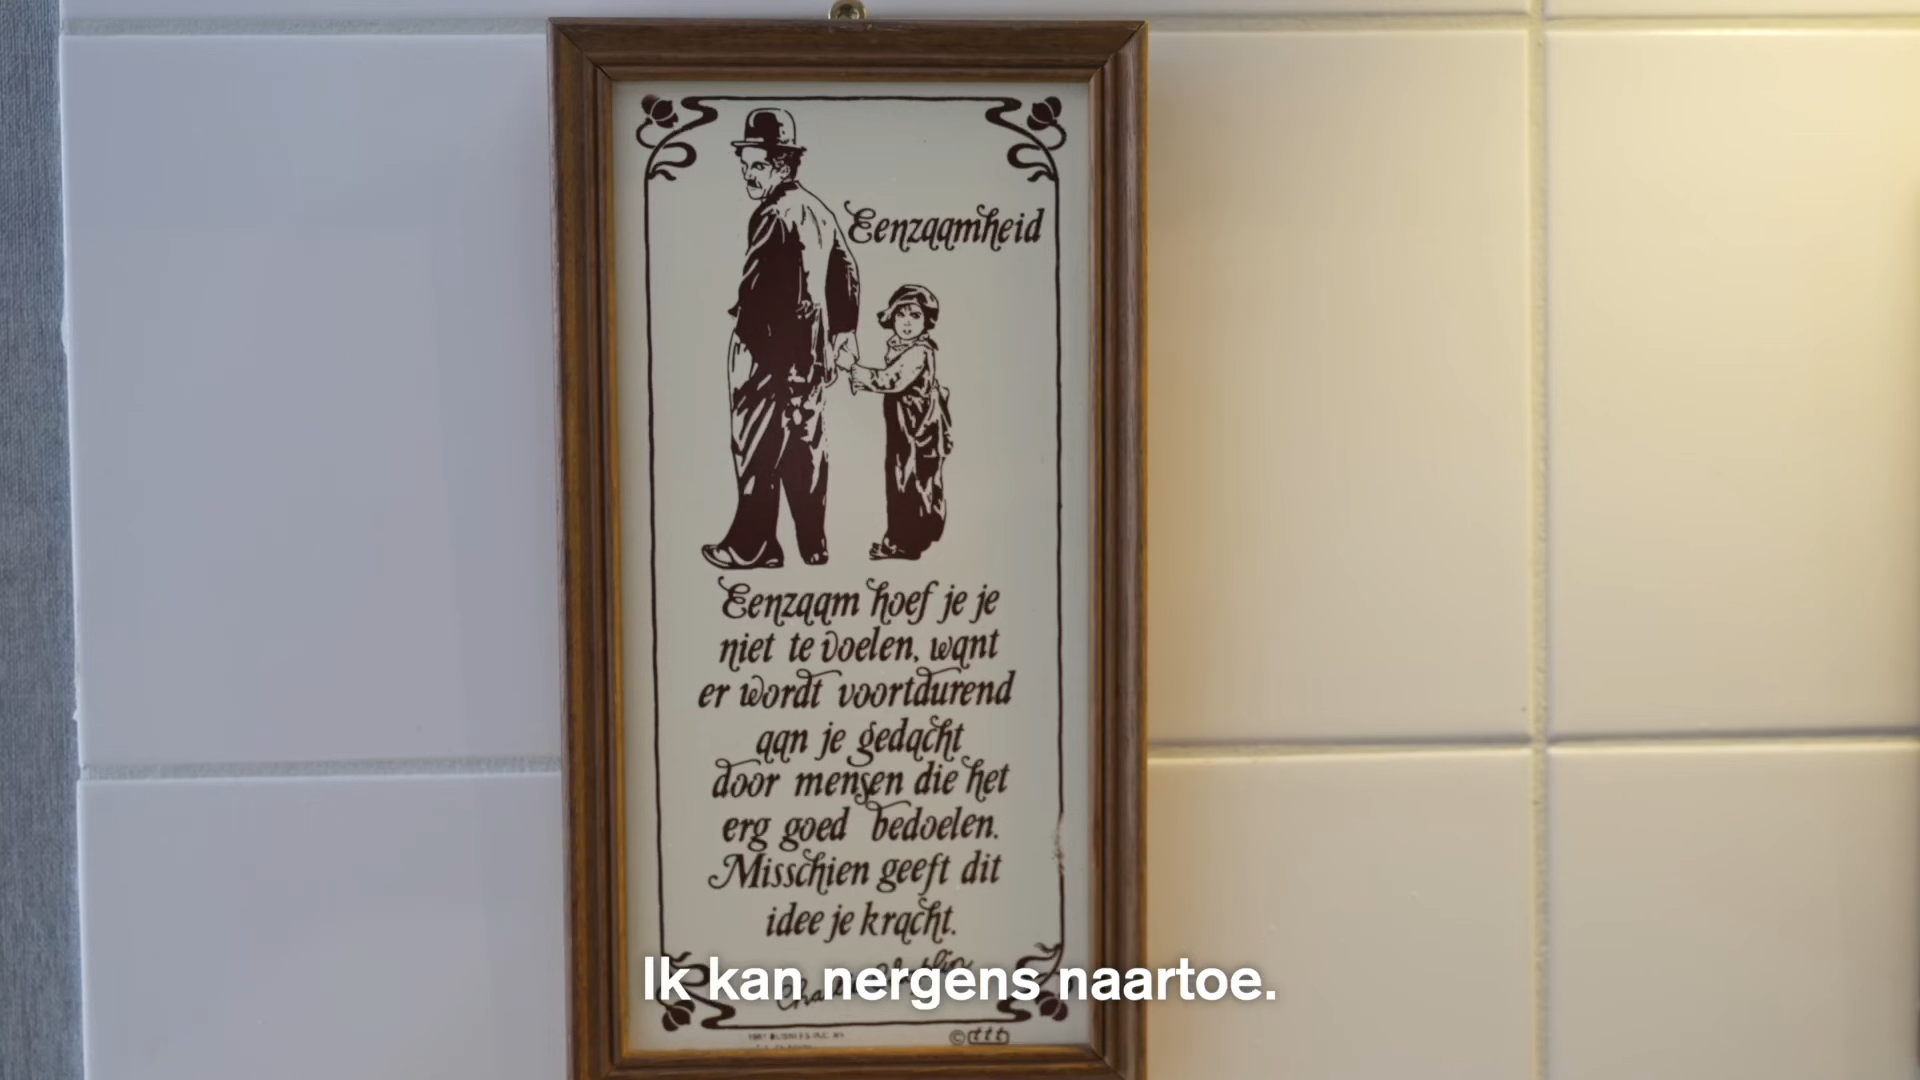 Eenzaamheid
Eenzaam hoef je je
niet te voelen, want
er wordt voortdurend
aan je gedacht
door mensen die het
erg goed bedoelen.
Misschien geeft dit
idee je kracht.
Ik kan nergens naartoe.
© ttt